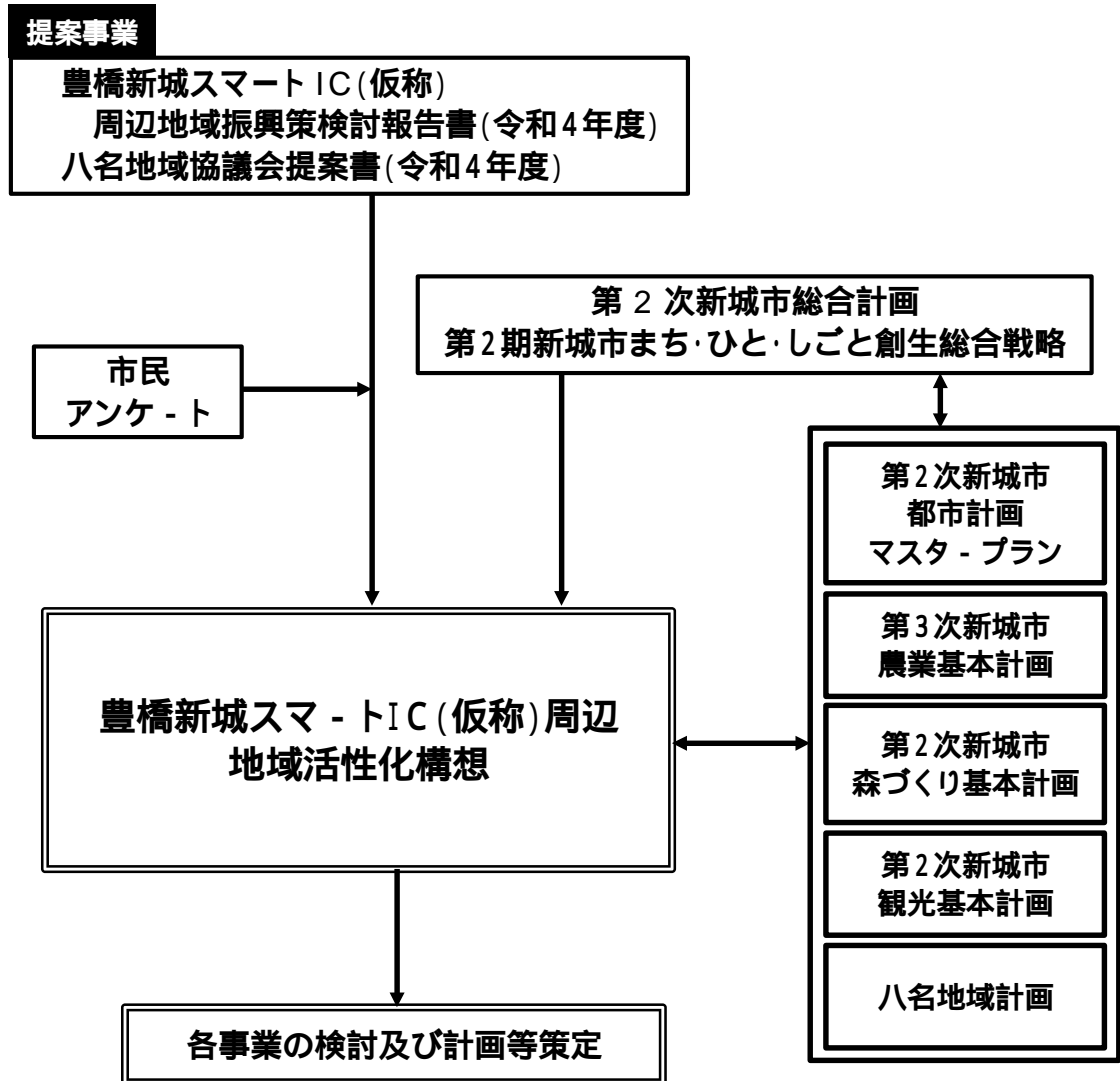 提案事業
豊橋新城スマートIC(仮称)
周辺地域振興策検討報告書(令和4年度)
八名地域協議会提案書(令和4年度)
第2次新城市総合計画
第2期新城市まち･ひと･しごと創生総合戦略
市民
アンケ-ト
第2次新城市
都市計画
マスタ-プラン
第3次新城市
農業基本計画
第2次新城市
森づくり基本計画
第2次新城市
観光基本計画
八名地域計画
豊橋新城スマ-トIC(仮称)周辺
地域活性化構想
各事業の検討及び計画等策定